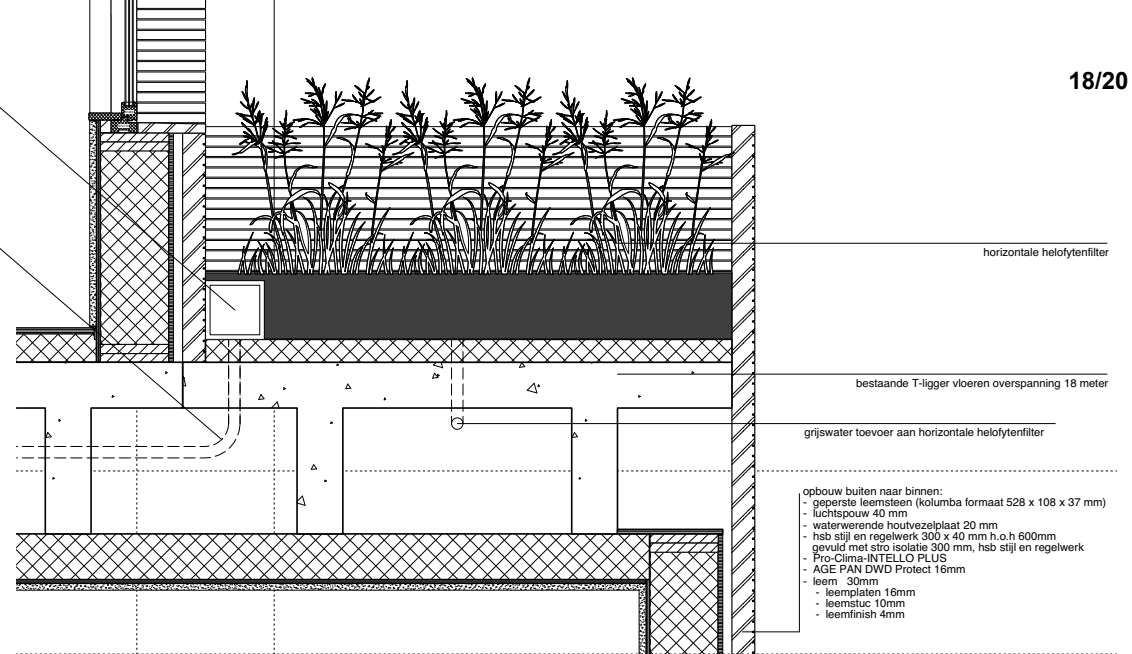 18/20
horizontale helofytenfilter
bestaande T-ligger vloeren overspanning 18 meter
grijswater toevoer aan horizontale helofytenfilter
opbouw buiten naar binnen:
- geperste leemsteen (kolumba formaat 528 x 108 x 37 mm)
- luchtspouw 40 mm
- waterwerende houtvezelplaat 20 mm
- hsb stijl en regelwerk 300 x 40 mm h.o.h 600mm
gevuld met stro isolatie 300 mm, hsb stijl en regelwerk
- Pro-Clima-INTELLO PLUS
- AGE PAN DWD Protect 16mm
- leem 30mm
- leemplaten 16mm
- leemstuc 10mm
- leemfinish 4mm